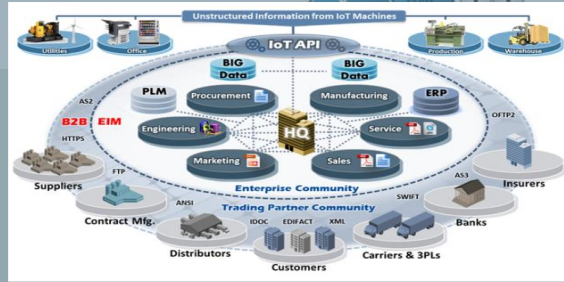 Unstructured Information from IoT Machines
Utilities
Office
Production
Warehouse
IoT API
BIG
Data
BIG
Data
PLM
Procurement
Manufacturing
ERP
AS2
B2B
EIM
HTTPS
Engineering
HQ
Service
OFTP2
Marketing
Sales
Suppliers
FTP
Enterprise Community
AS3
Insurers
Contract Mfg.
ANSI
Trading Partner Community
SWIFT
Banks
IDOC
EDIFACT
XML
Distributors
Customers
Carriers & 3PLs